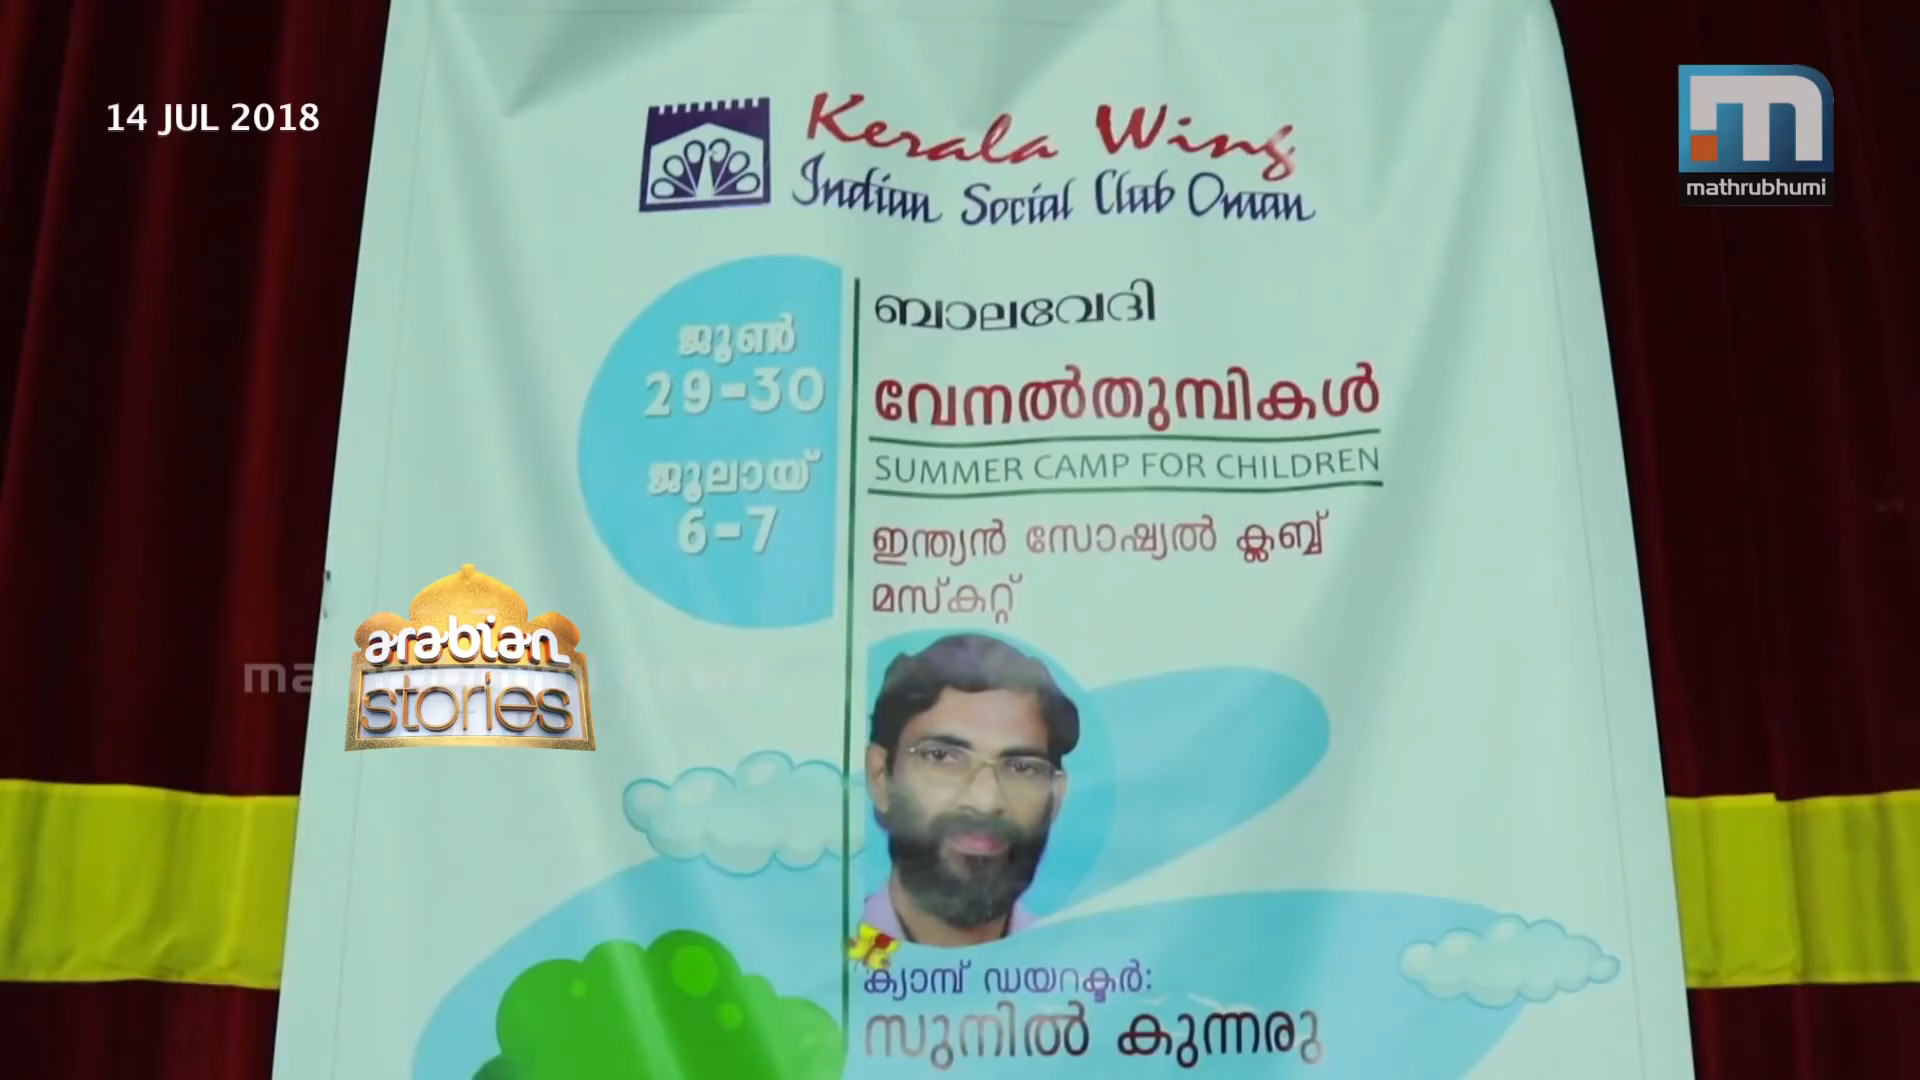 14 JUL 2018
mathrubhumi
Kerala Wing
Indian Social Club Oman
ജൂൺ
29-30
ജൂലായ്
6-7
ബാലവേദി
വേനൽതുമ്പികൾ
SUMMER CAMP FOR CHILDREN
ഇന്ത്യൻ സോഷ്യൽ ക്ലബ്ബ്
മസ്കറ്റ്
arabian
stories
ക്യാമ്പ് ഡയറക്ടർ:
സുനിൽ കുന്നരു